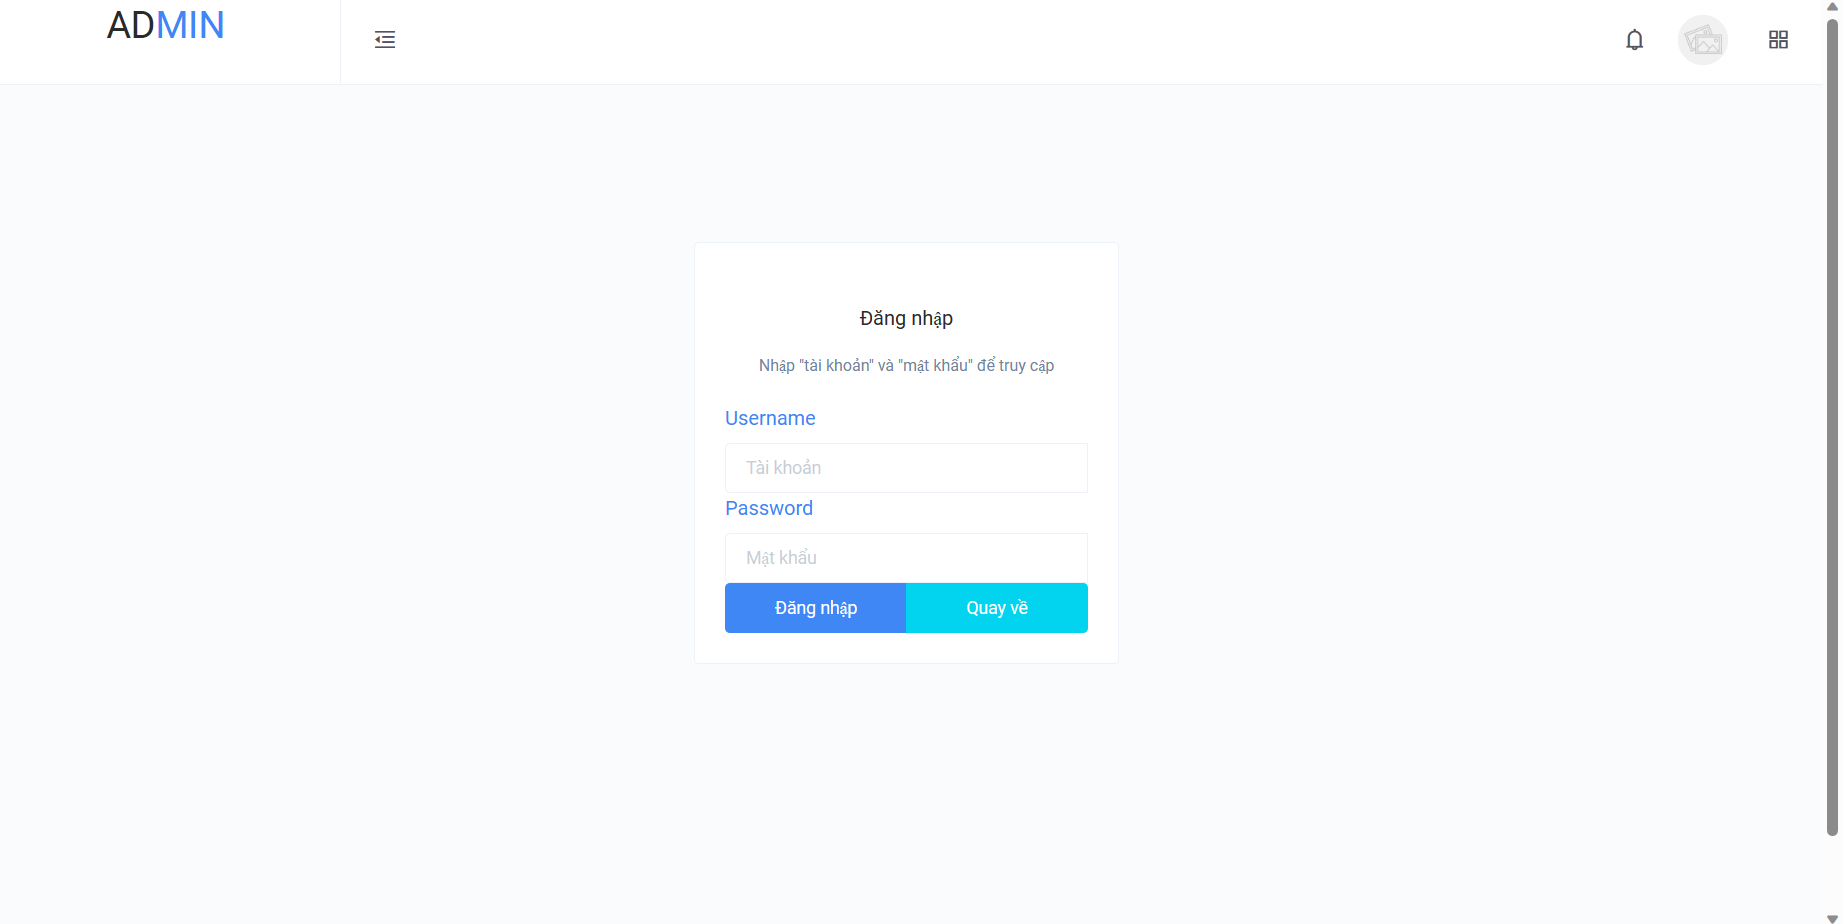 ADMIN
Đăng nhập
Nhập "tài khoản" và "mật khẩu" để truy cập
Username
Tài khoản
Password
Mật khẩu
Đăng nhập
Quay về